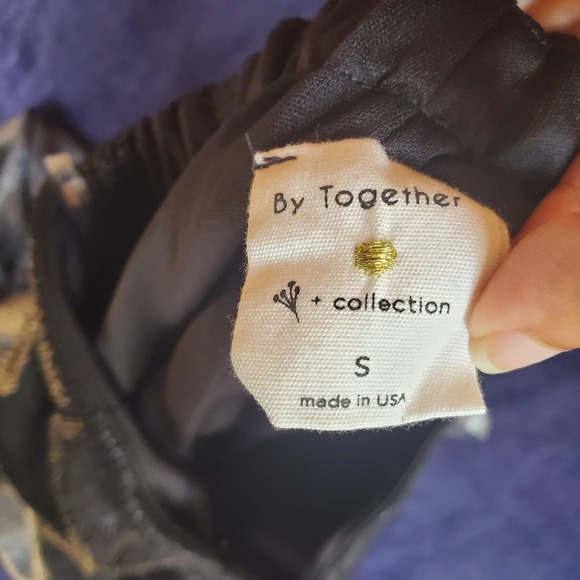 By Together
+ collection
S
made in USA